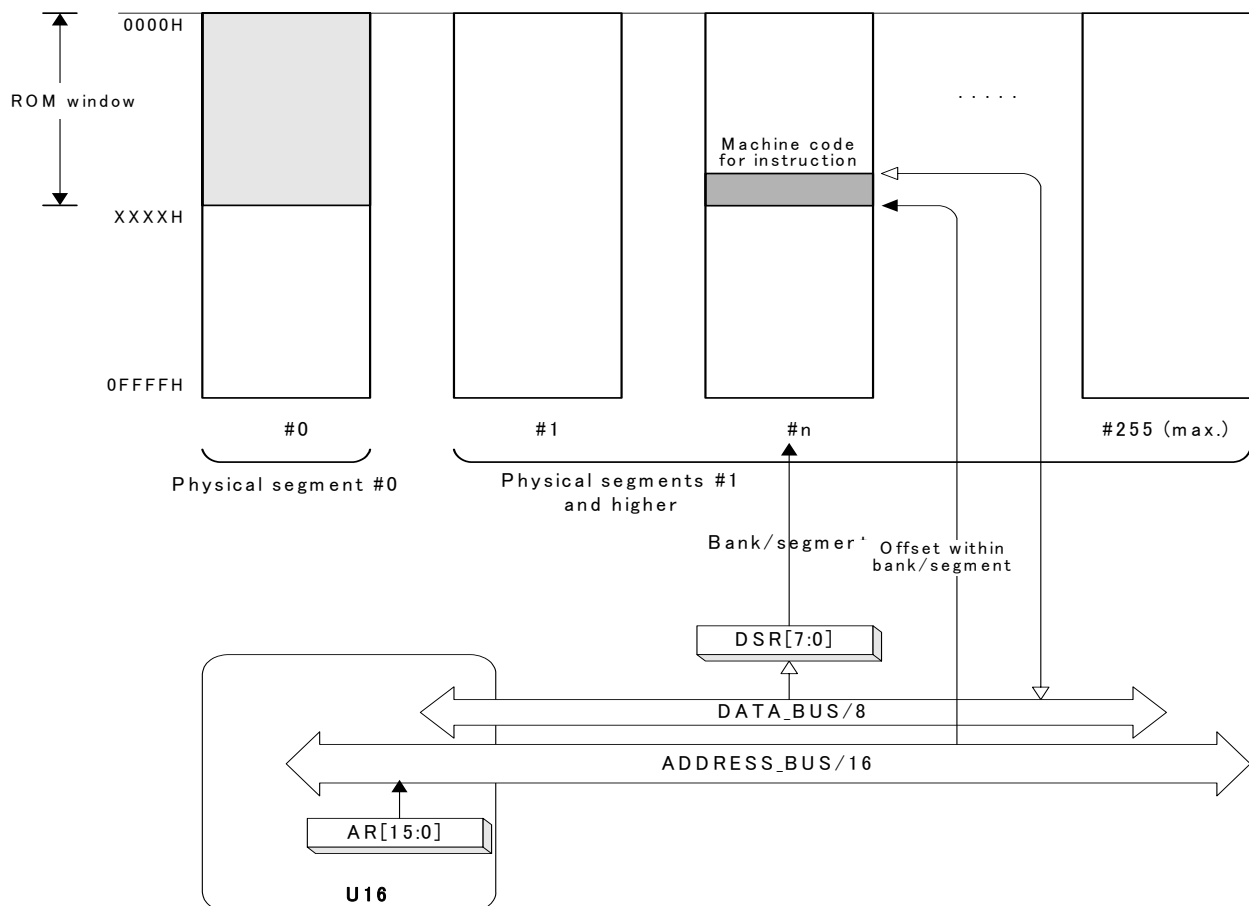 0000H
ROM window
XXXXH
0FFFFH
.....
Machine code
for instruction
#0
#1
#n
#255 (max.)
Physical segment #0
Physical segments #1
and higher
Offset within
bank/segment
DSR[7:0]
DATA_BUS/8
ADDRESS_BUS/16
AR[15:0]
U16